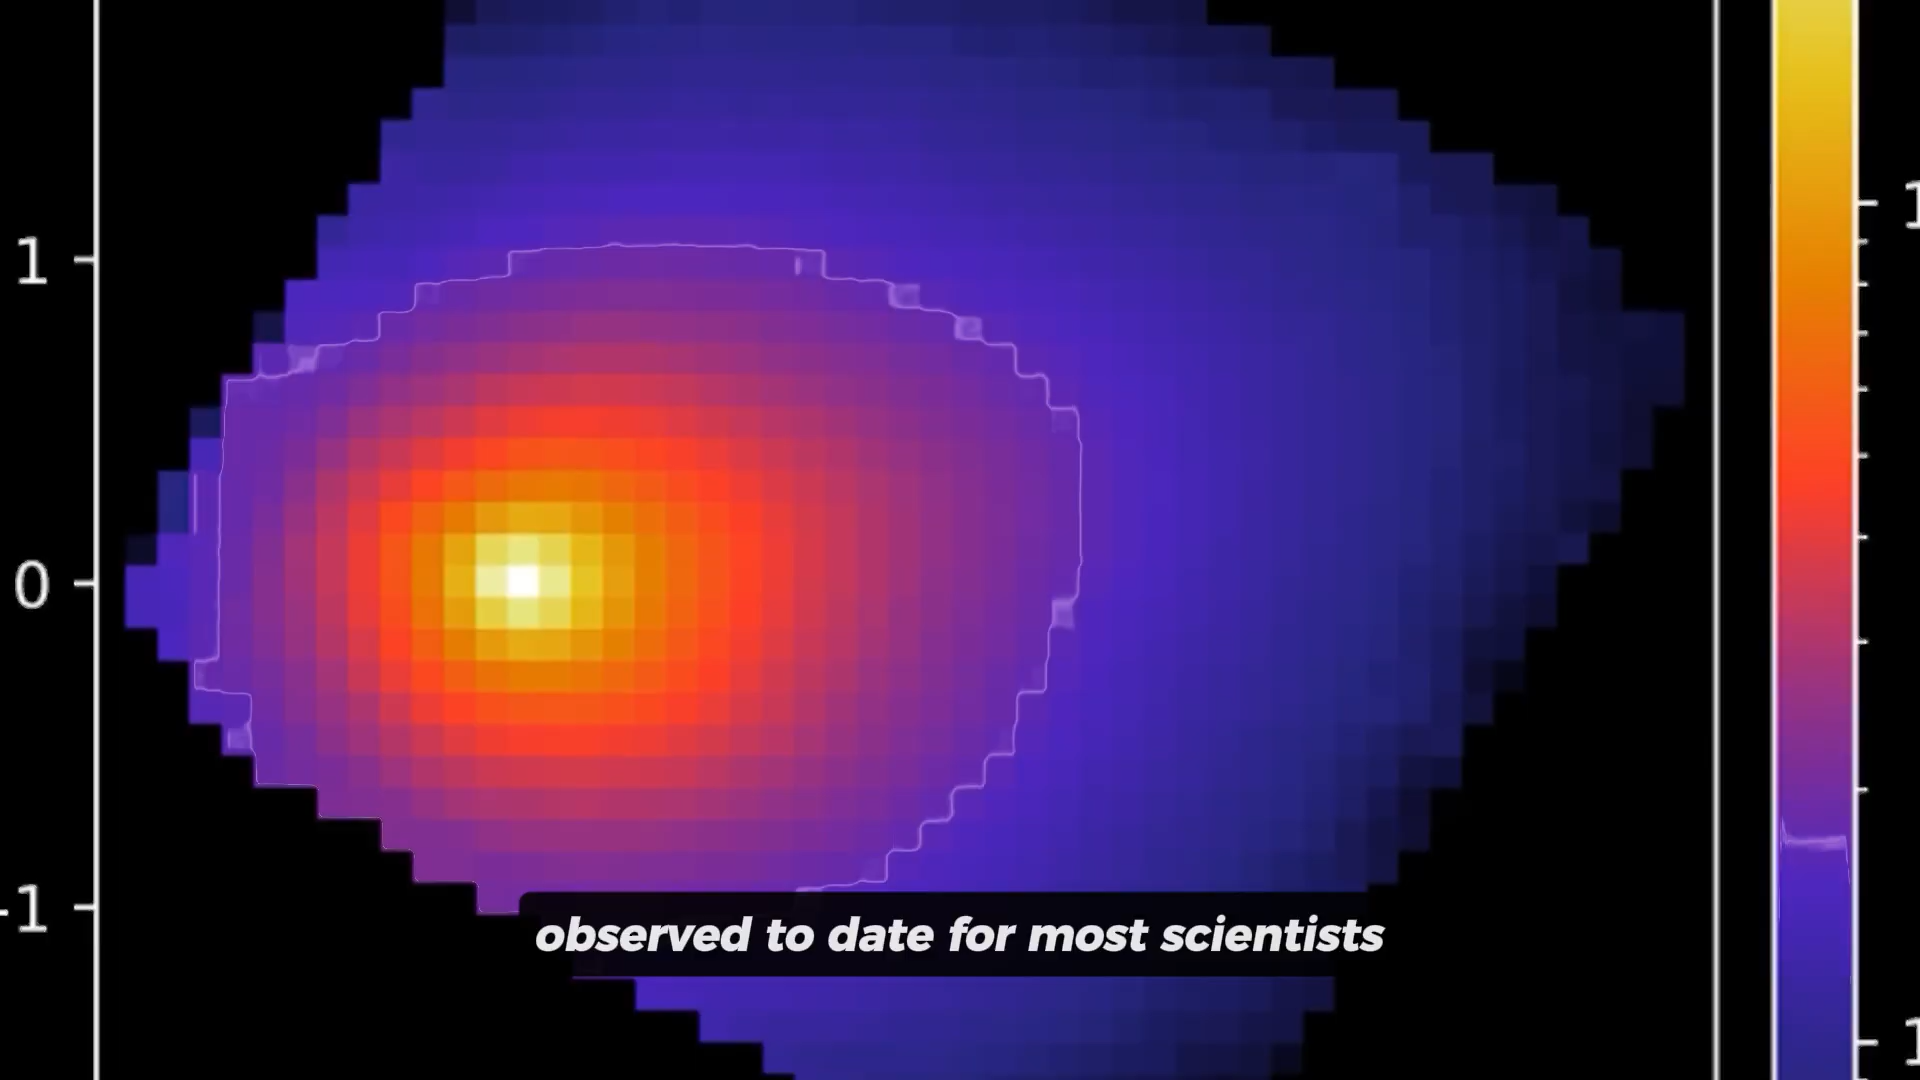 1
0
-1
observed to date for most scientists